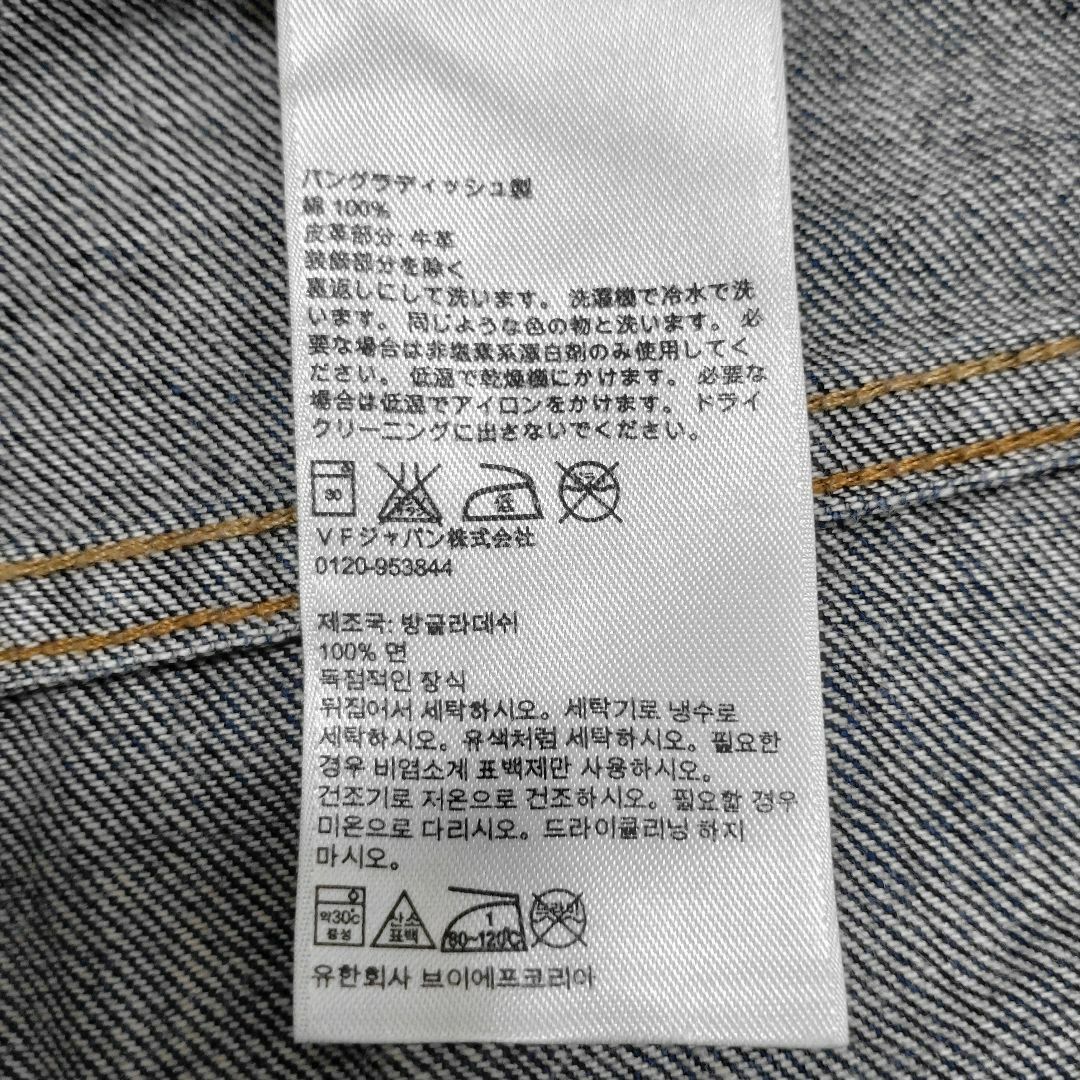 バングラディッシュ製
綿 100%
皮革部分: 牛革
装飾部分を除く
裏返しにして洗います。 洗濯機で冷水で洗
います。 同じような色の物と洗います。 必
要な場合は非塩素系漂白剤のみ使用してく
ださい。 低温で乾燥機にかけます。 必要な
場合は低温でアイロンをかけます。 ドライ
クリーニングに出さないでください。
30 低
VFジャパン株式会社
0120-953844
제조국: 방글라데쉬
100% 면
독점적인 장식
뒤집어서 세탁하시오。세탁기로 냉수로
세탁하시오。유색처럼 세탁하시오。필요한
경우 비염소계 표백제만 사용하시오。
건조기로 저온으로 건조하시오。필요할 경우
미온으로 다리시오。드라이클리닝 하지
마시오。
약30℃
산소
표백
1
80~120℃
드라이
유한회사 브이에프코리아